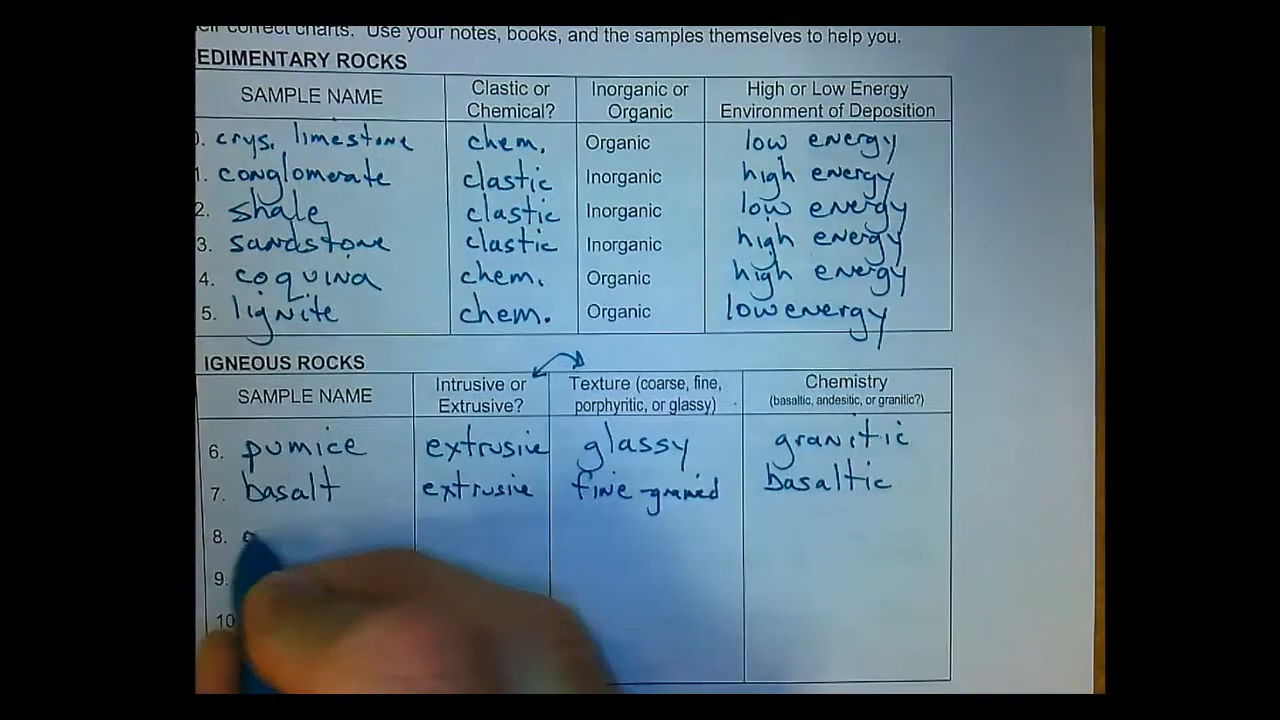 correct charts. Use your notes, books, and the samples themselves to help you.
EDIMENTARY ROCKS
SAMPLE NAME Clastic or Chemical? Inorganic or Organic High or Low Energy Environment of Deposition
0. crys. limestone chem. Organic low energy
1. conglomerate clastic Inorganic high energy
2. shale clastic Inorganic low energy
3. sandstone clastic Inorganic high energy
4. coquina chem. Organic high energy
5. lignite chem. Organic low energy
IGNEOUS ROCKS
SAMPLE NAME Intrusive or Extrusive? Texture (coarse, fine, porphyritic, or glassy) Chemistry (basaltic, andesitic, or granitic?)
6. pumice extrusive glassy granitic
7. basalt extrusive fine-grained basaltic
8.
9.
10